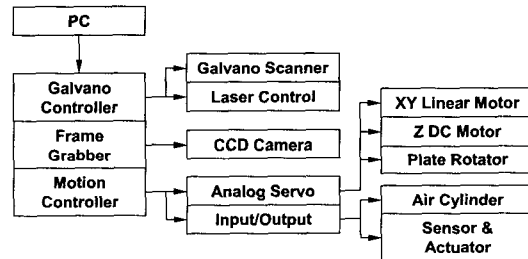 PC
Galvano
Controller
Frame
Grabber
Motion
Controller
Galvano Scanner
Laser Control
CCD Camera
Analog Servo
Input/Output
XY Linear Motor
Z DC Motor
Plate Rotator
Air Cylinder
Sensor &
Actuator